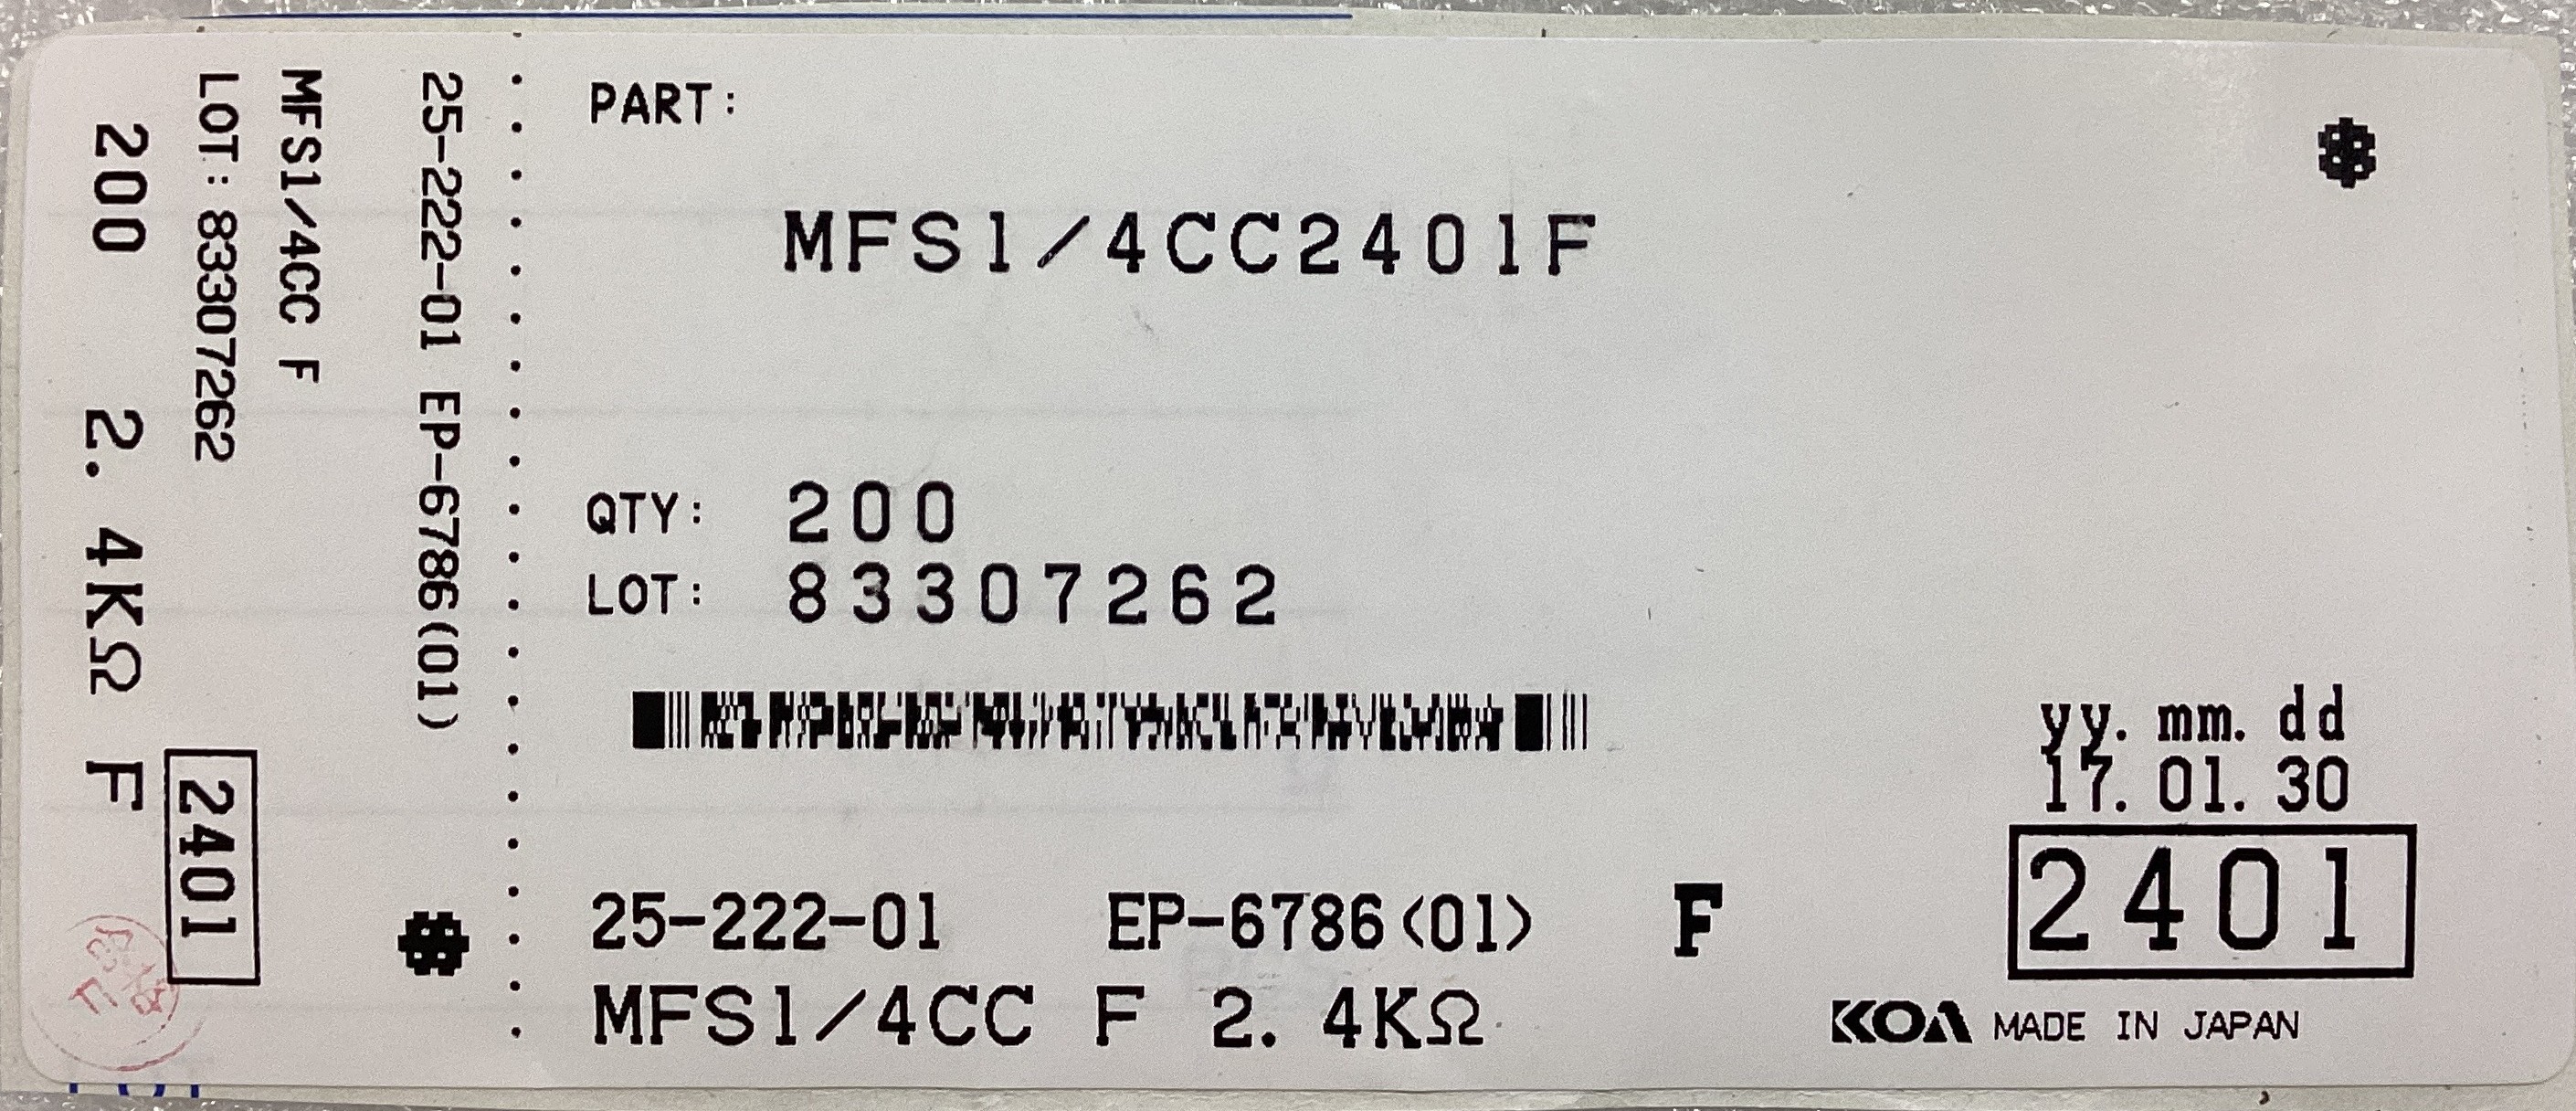 PART:
MFS1/4CC2401F
QTY: 200
LOT: 83307262
yy. mm. dd
17. 01. 30
2401
25-222-01 EP-6786(01) F
MFS1/4CC F 2. 4KΩ
KOA MADE IN JAPAN
25-222-01 EP-6786(01)
MFS1/4CC F
LOT: 83307262
2401
200 2. 4KΩ F